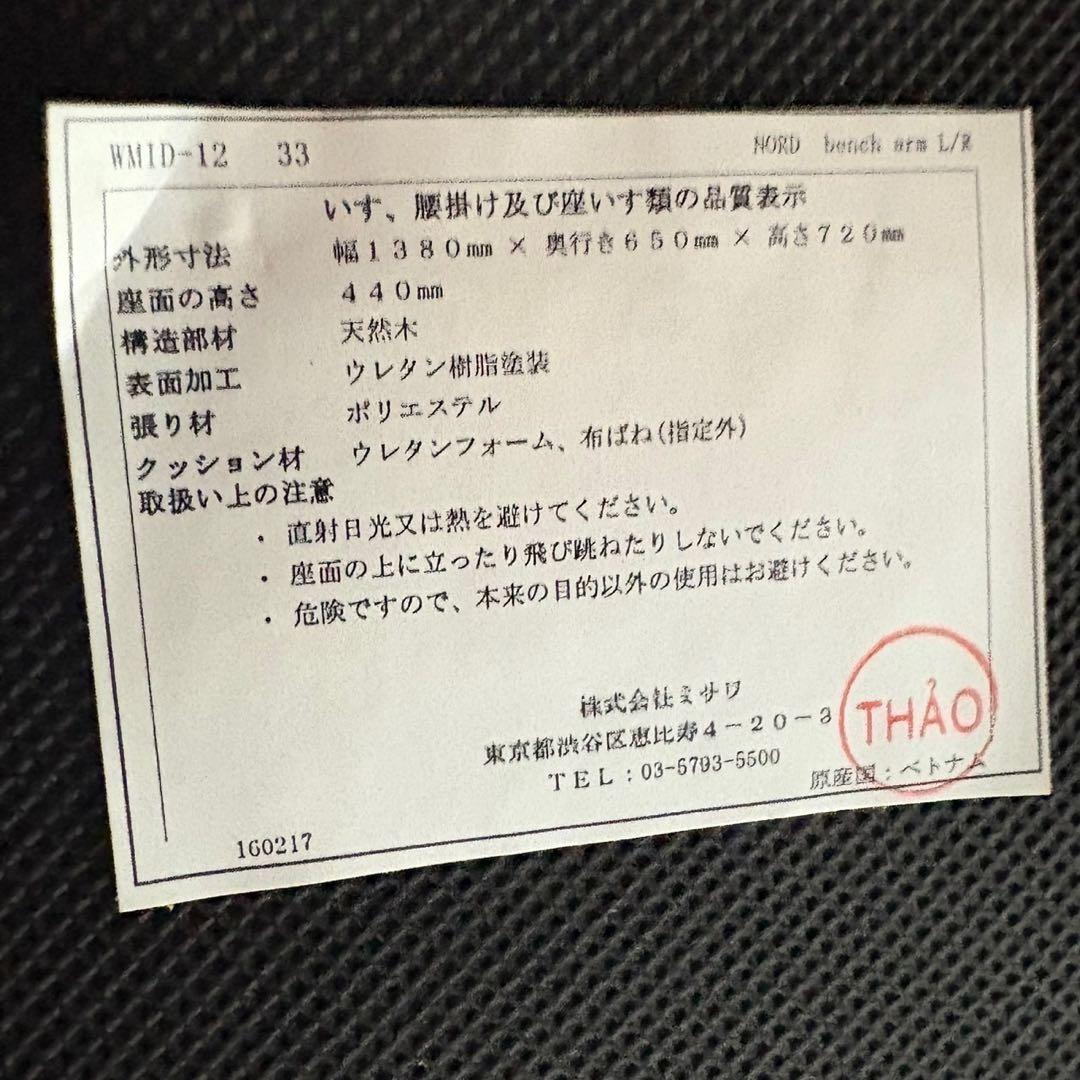 WMID-12 33 NORD bench arm L/R
いす、腰掛け及び座いす類の品質表示
外形寸法 幅1380㎜ × 奥行き650㎜ × 高さ720㎜
座面の高さ 440㎜
構造部材 天然木
表面加工 ウレタン樹脂塗装
張り材 ポリエステル
クッション材 ウレタンフォーム、布ばね(指定外)
取扱い上の注意
・ 直射日光又は熱を避けてください。
・ 座面の上に立ったり飛び跳ねたりしないでください。
・ 危険ですので、本来の目的以外の使用はお避けください。
株式会社ミサワ
東京都渋谷区恵比寿4-20-3
TEL:03-5793-5500
THẢO
原産国:ベトナム
160217